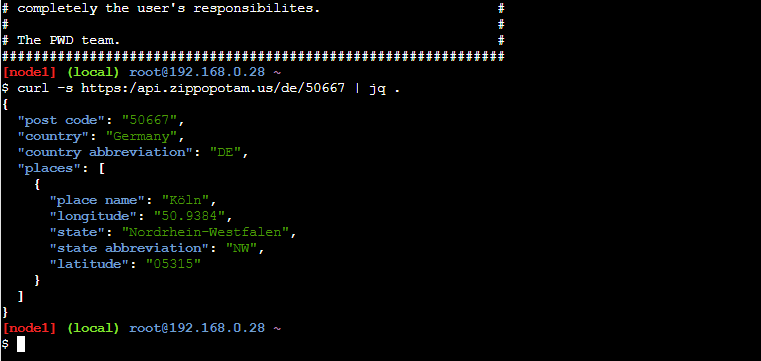 # completely the user's responsibilites. #
# #
# The PWD team. #
###############################################################
[node1] (local) root@192.168.0.28 ~
$ curl -s https:/api.zippopotam.us/de/50667 | jq .
{
  "post code": "50667",
  "country": "Germany",
  "country abbreviation": "DE",
  "places": [
    {
      "place name": "Köln",
      "longitude": "50.9384",
      "state": "Nordrhein-Westfalen",
      "state abbreviation": "NW",
      "latitude": "05315"
    }
  ]
}
[node1] (local) root@192.168.0.28 ~
$